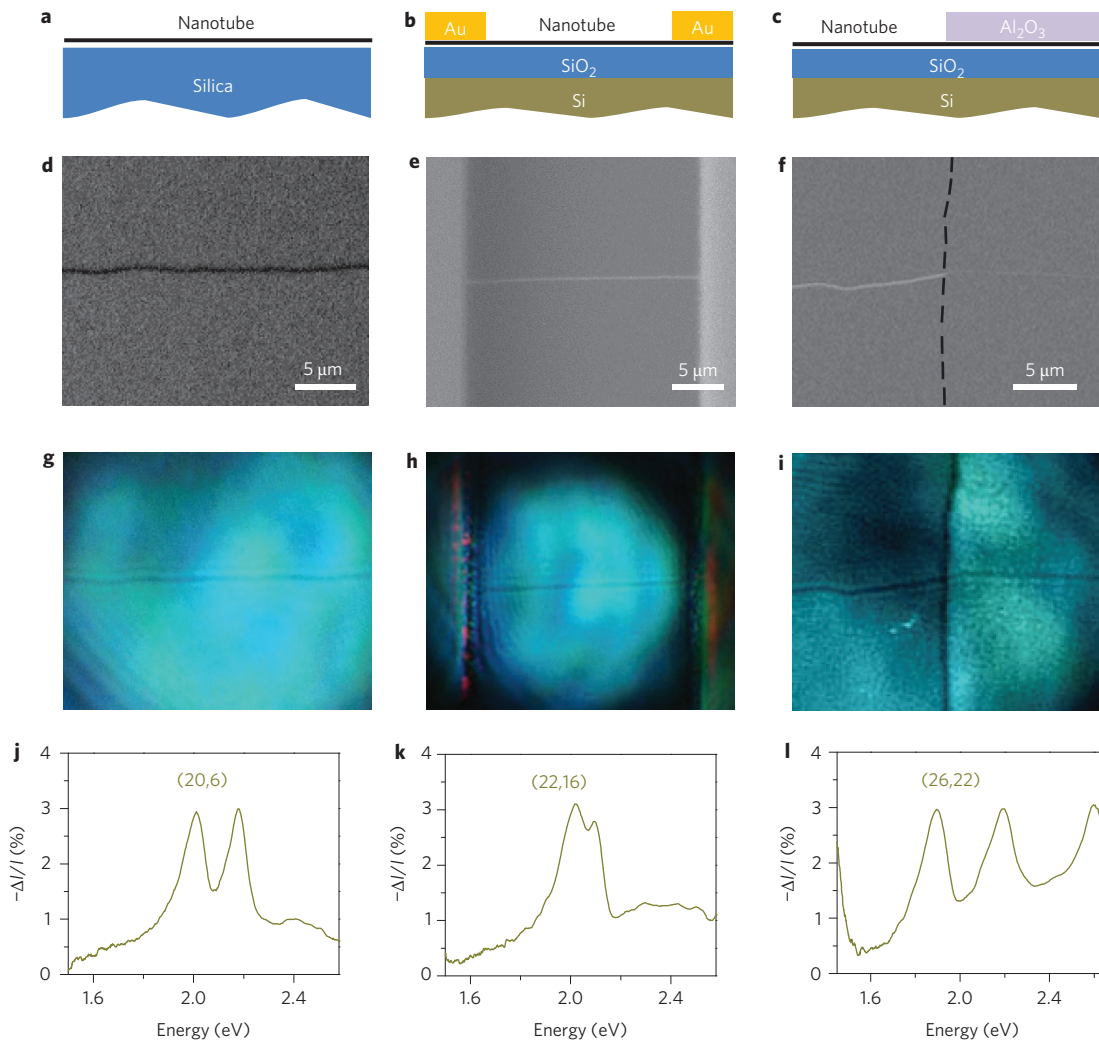 a
Nanotube
Silica
b
Au Nanotube Au
SiO₂
Si
c
Nanotube Al₂O₃
SiO₂
Si
d
5 μm
e
5 μm
f
5 μm
g
h
i
j
(20,6)
−ΔI/I (%)
4
3
2
1
0
1.6 2.0 2.4
Energy (eV)
k
(22,16)
−ΔI/I (%)
4
3
2
1
0
1.6 2.0 2.4
Energy (eV)
l
(26,22)
−ΔI/I (%)
4
3
2
1
0
1.6 2.0 2.4
Energy (eV)